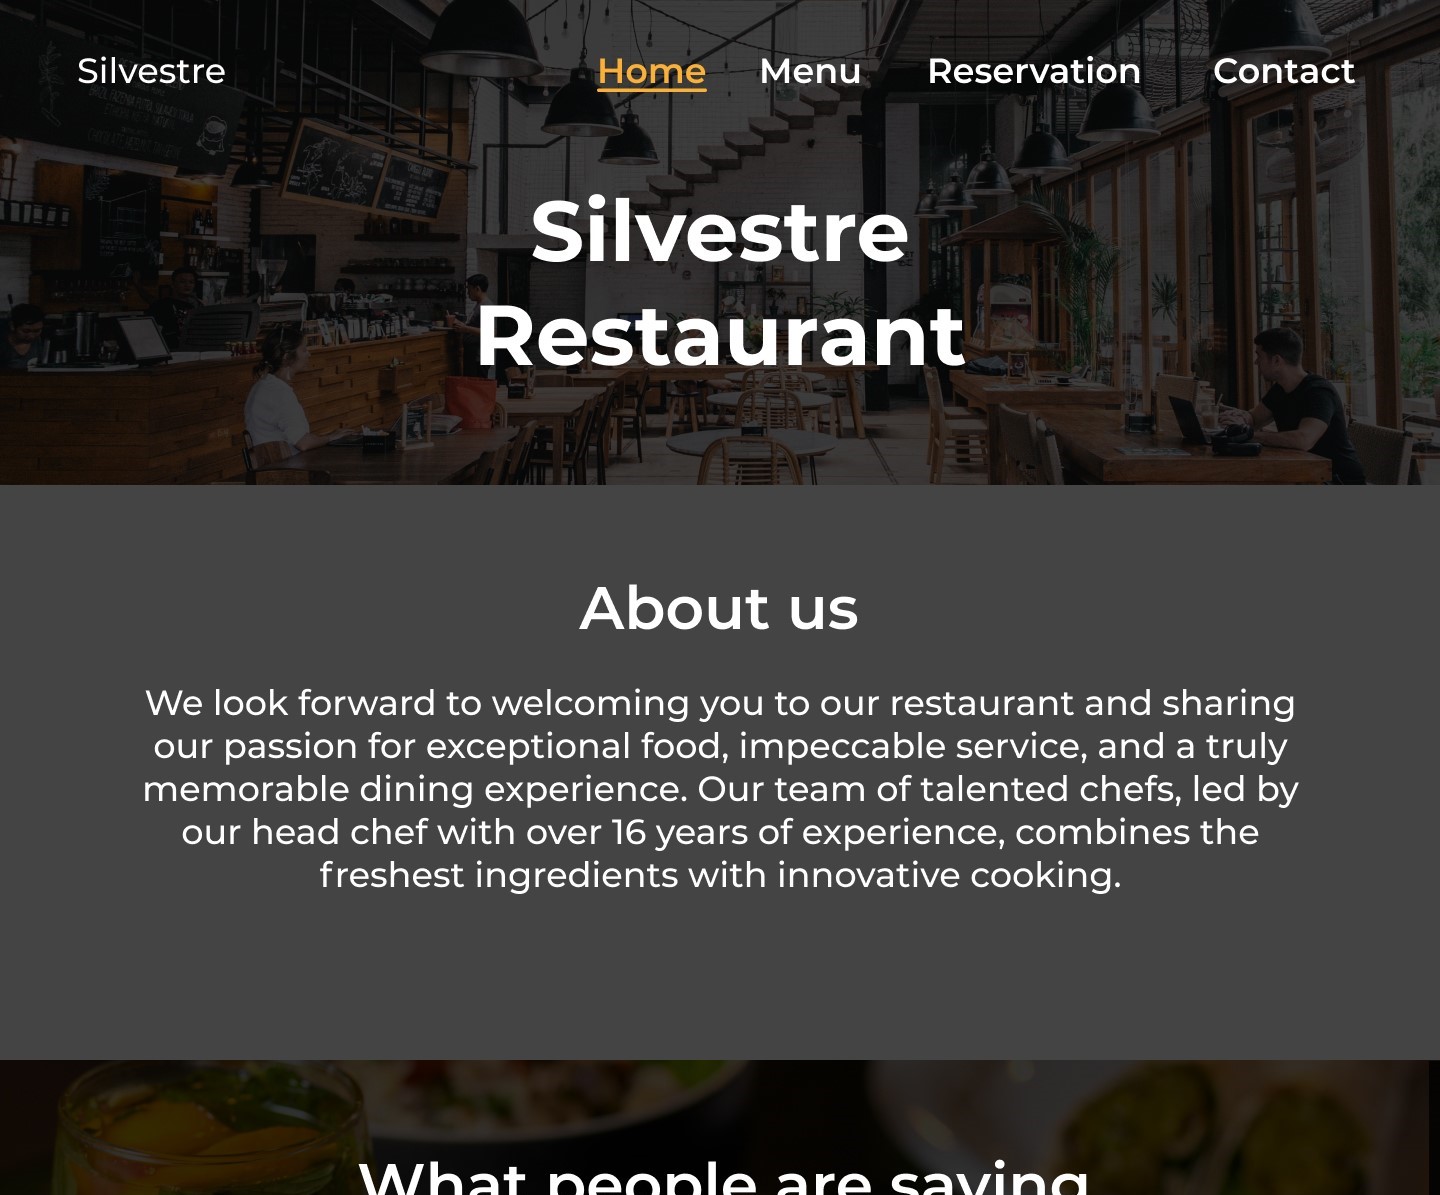 Silvestre
Home
Menu
Reservation
Contact
Silvestre
Restaurant
About us
We look forward to welcoming you to our restaurant and sharing
our passion for exceptional food, impeccable service, and a truly
memorable dining experience. Our team of talented chefs, led by
our head chef with over 16 years of experience, combines the
freshest ingredients with innovative cooking.
What people are saying